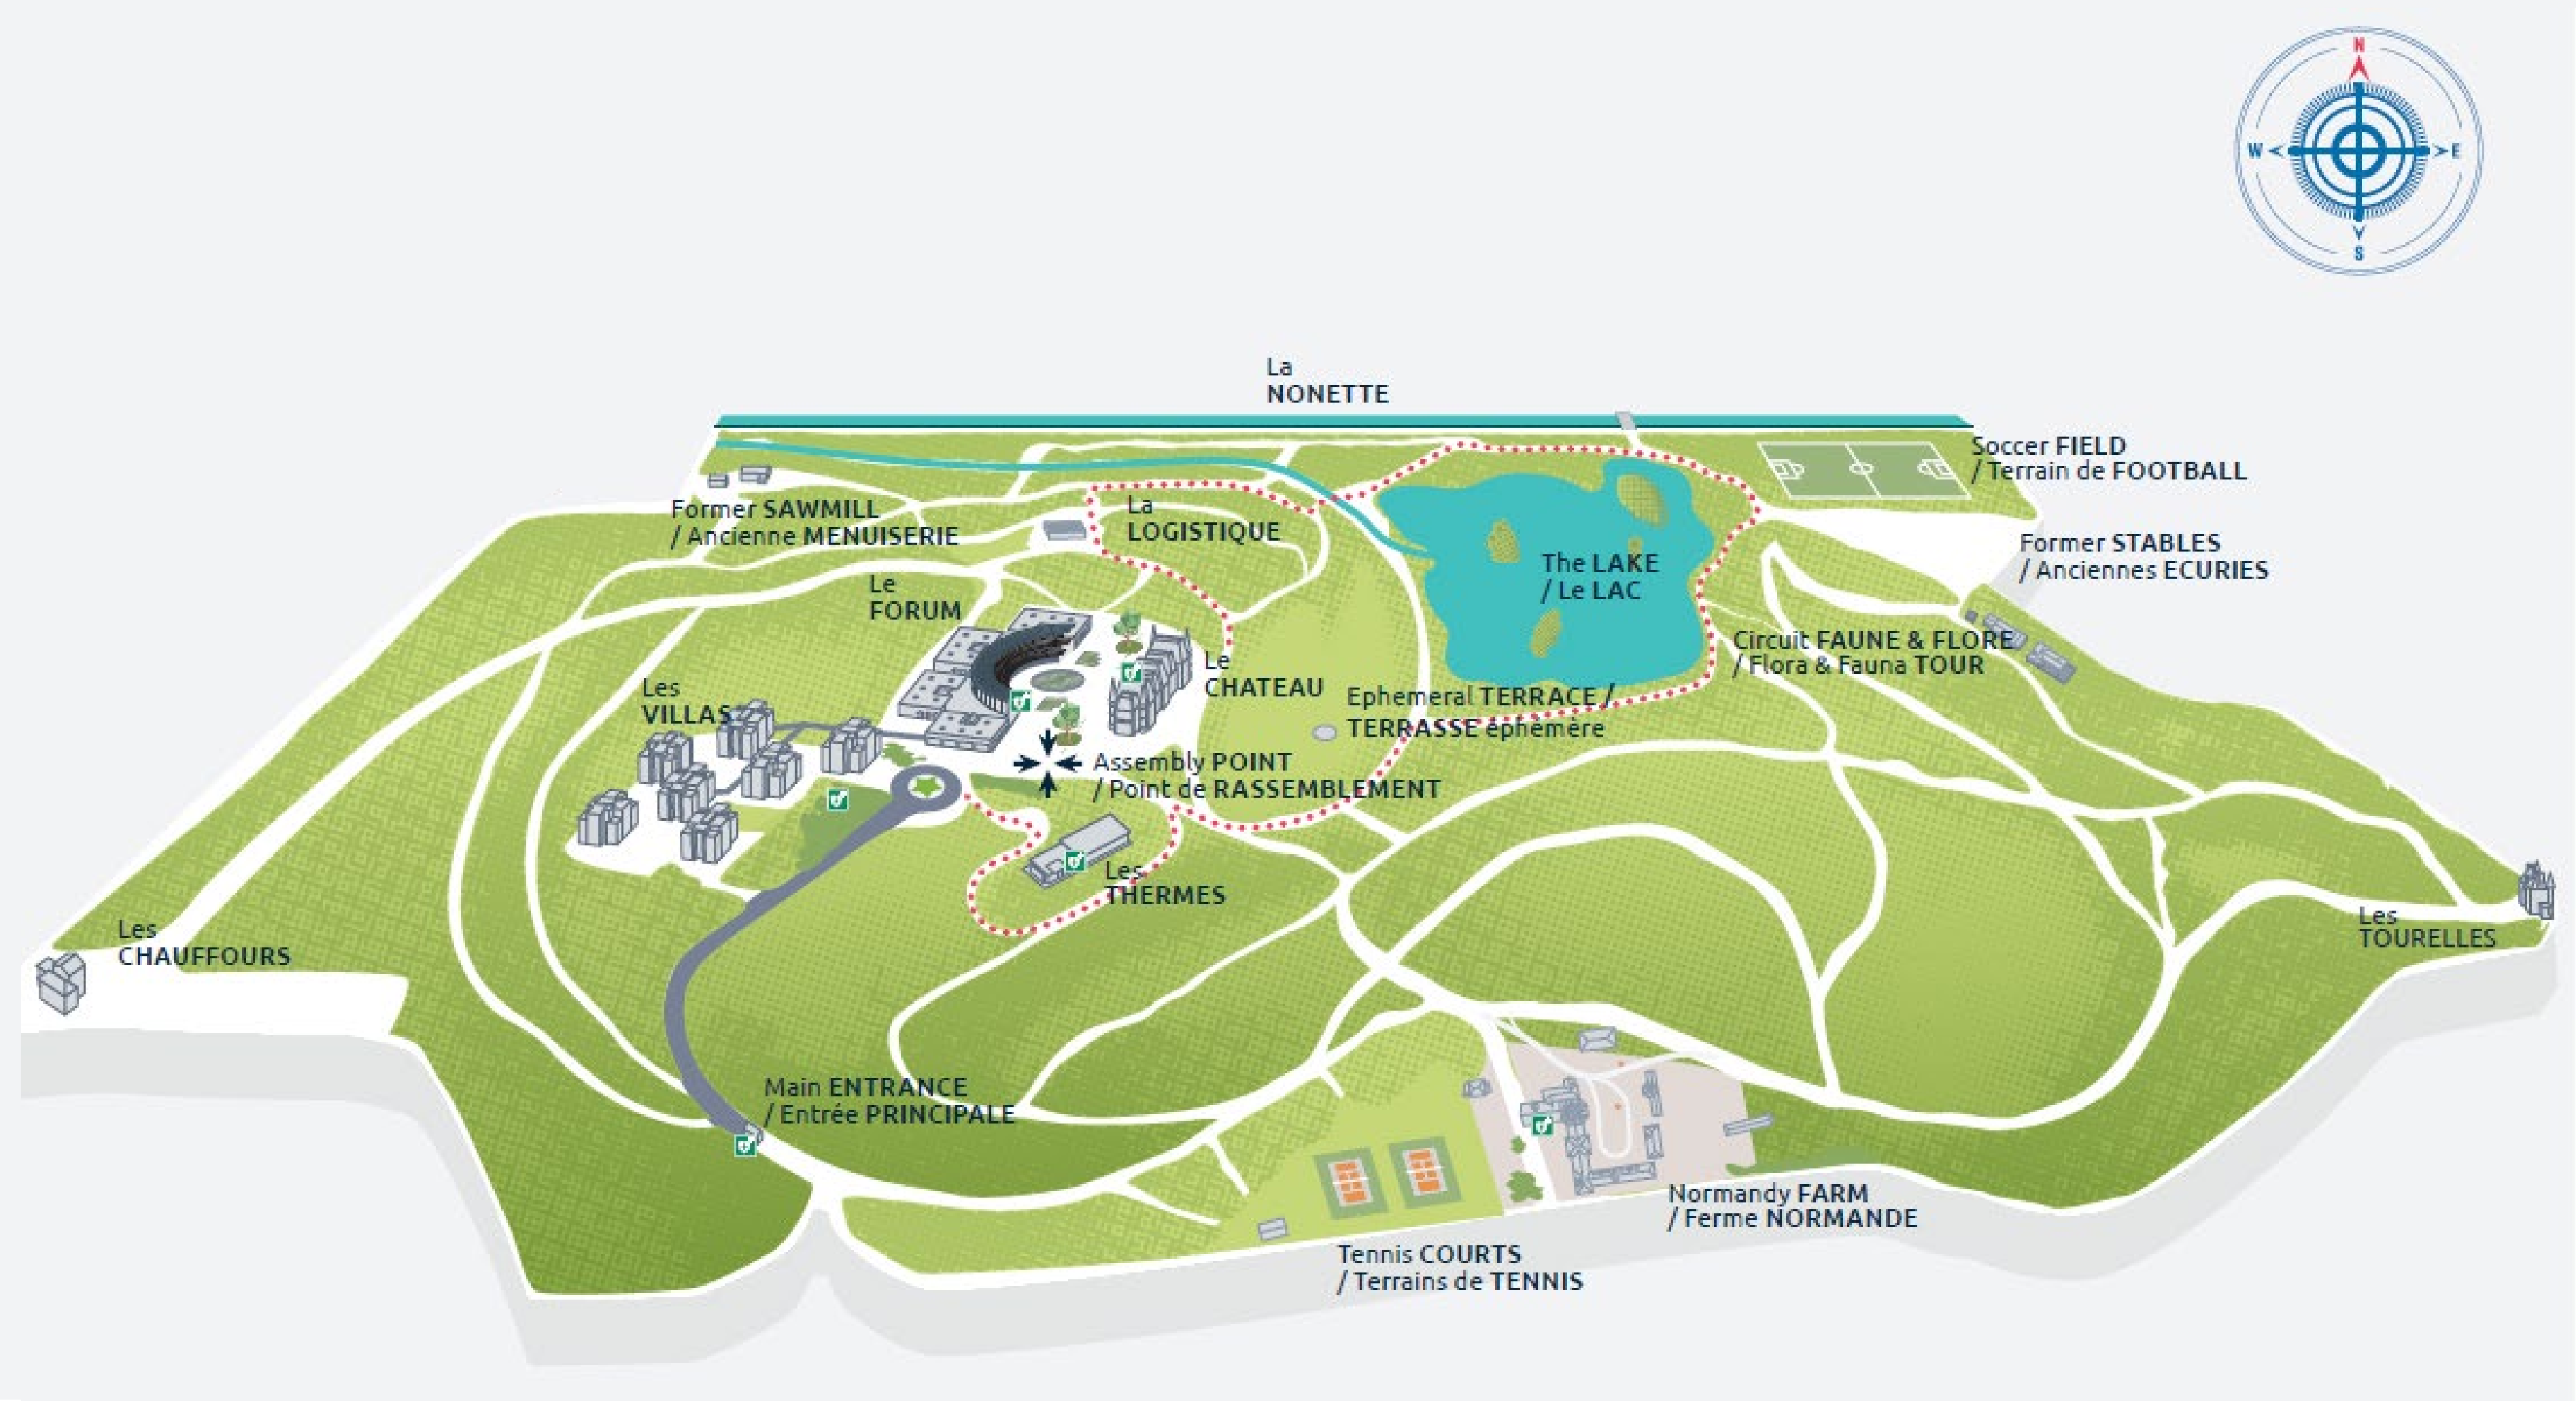 N
W
E
S
La
NONETTE
Soccer FIELD
/ Terrain de FOOTBALL
Former SAWMILL
/ Ancienne MENUISERIE
La
LOGISTIQUE
Former STABLES
/ Anciennes ECURIES
The LAKE
/ Le LAC
Le
FORUM
Circuit FAUNE & FLORE
/ Flora & Fauna TOUR
Le
CHATEAU
Les
VILLAS
Ephemeral TERRACE /
TERRASSE éphémère
Assembly POINT
/ Point de RASSEMBLEMENT
Les
THERMES
Les
CHAUFFOURS
Les
TOURELLES
Main ENTRANCE
/ Entrée PRINCIPALE
Normandy FARM
/ Ferme NORMANDE
Tennis COURTS
/ Terrains de TENNIS